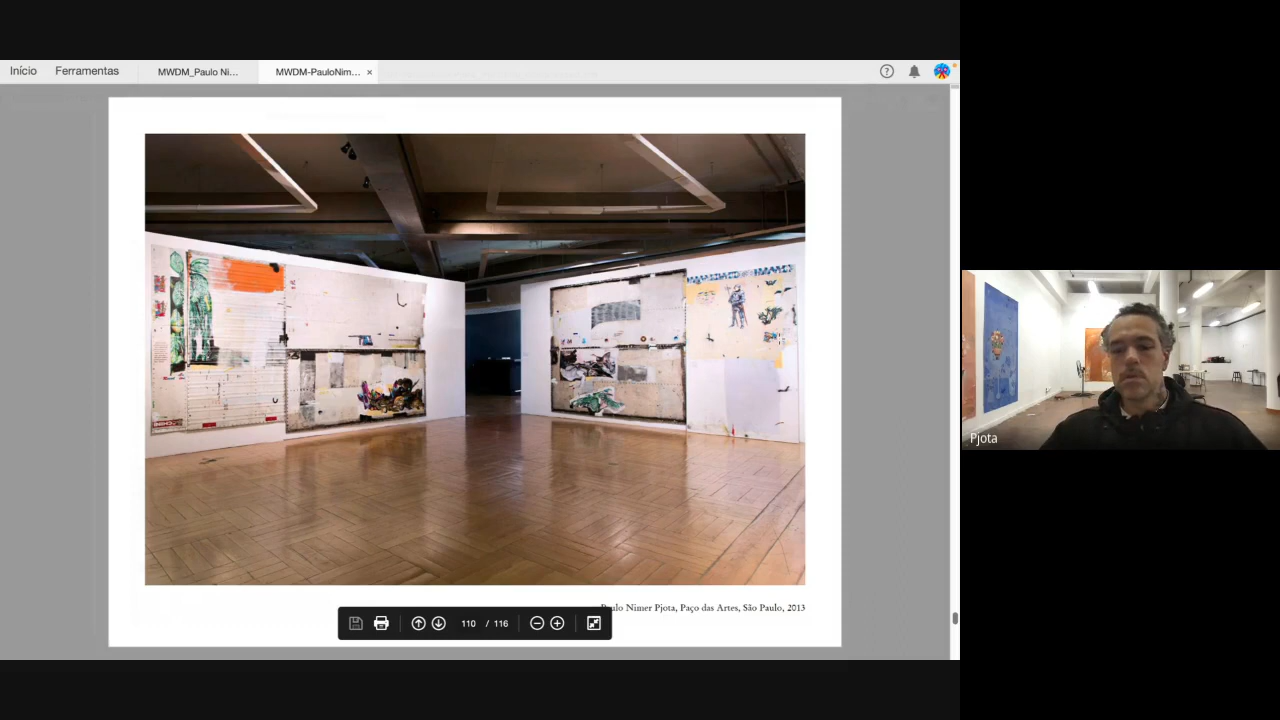 Início Ferramentas MWDM_Paulo Ni... MWDM-PauloNim... ×
Paulo Nimer Pjota, Paço das Artes, São Paulo, 2013
110 / 116
Pjota